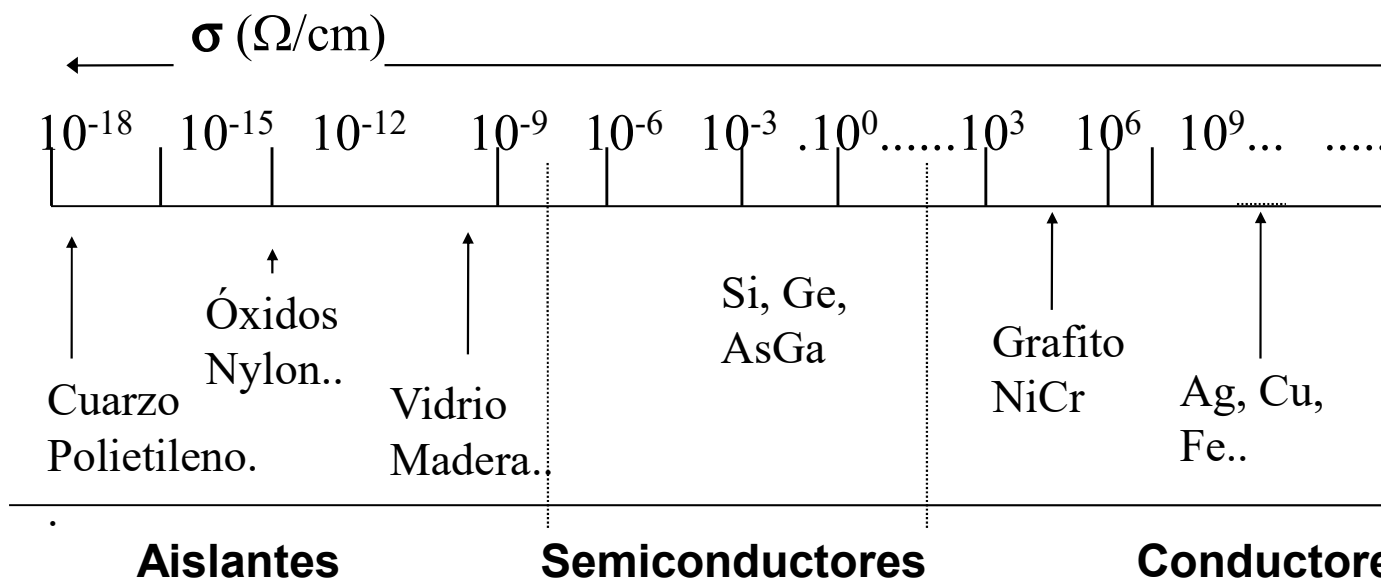 σ (Ω/cm)
10⁻¹⁸ 10⁻¹⁵ 10⁻¹² 10⁻⁹ 10⁻⁶ 10⁻³ .10⁰......10³ 10⁶ 10⁹... .....
Si, Ge,
AsGa
Óxidos
Nylon..
Grafito
NiCr
Cuarzo
Polietileno.
Vidrio
Madera..
Ag, Cu,
Fe..
.
Aislantes Semiconductores Conductore